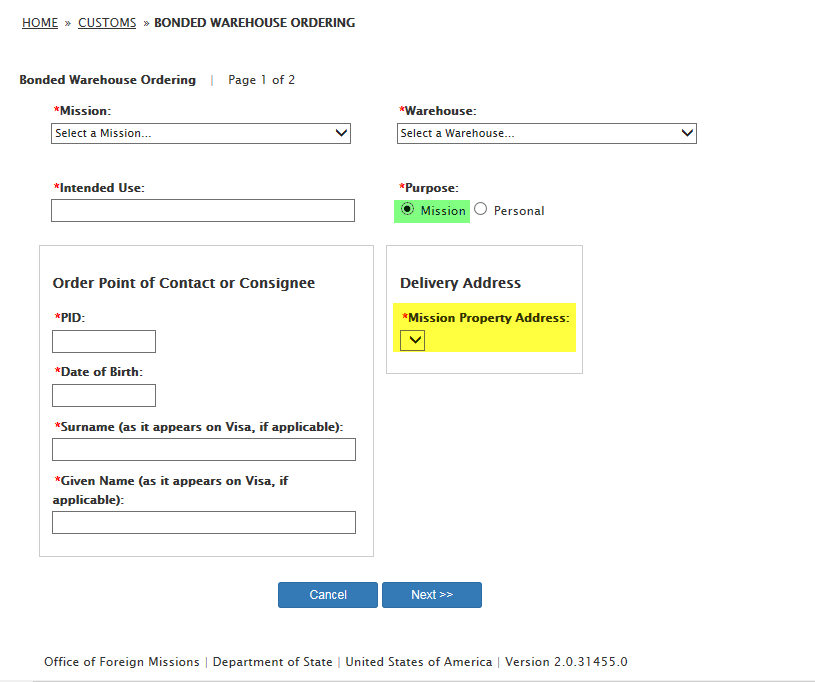 HOME » CUSTOMS » BONDED WAREHOUSE ORDERING
Bonded Warehouse Ordering | Page 1 of 2
*Mission:
Select a Mission...
*Warehouse:
Select a Warehouse...
*Intended Use:
*Purpose:
Mission Personal
Order Point of Contact or Consignee
*PID:
*Date of Birth:
*Surname (as it appears on Visa, if applicable):
*Given Name (as it appears on Visa, if
applicable):
Delivery Address
*Mission Property Address:
Cancel Next >>
Office of Foreign Missions | Department of State | United States of America | Version 2.0.31455.0